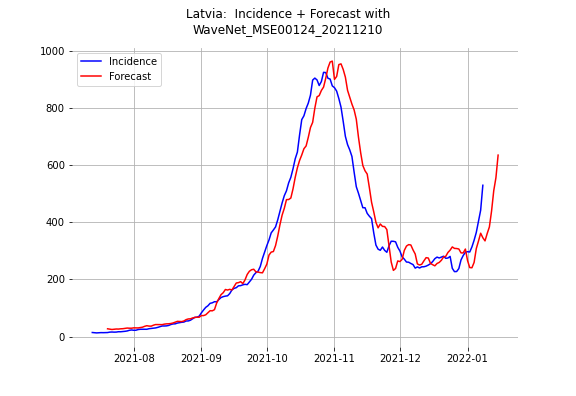 Latvia:  Incidence + Forecast with
WaveNet_MSE00124_20211210
1000
800
600
400
200
0
Incidence
Forecast
2021-08 2021-09 2021-10 2021-11 2021-12 2022-01